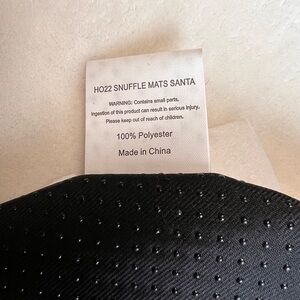 HO22 SNUFFLE MATS SANTA
WARNING: Contains small parts.
Ingestion of this product can result in serious injury.
Please keep out of reach of children.
100% Polyester
Made in China